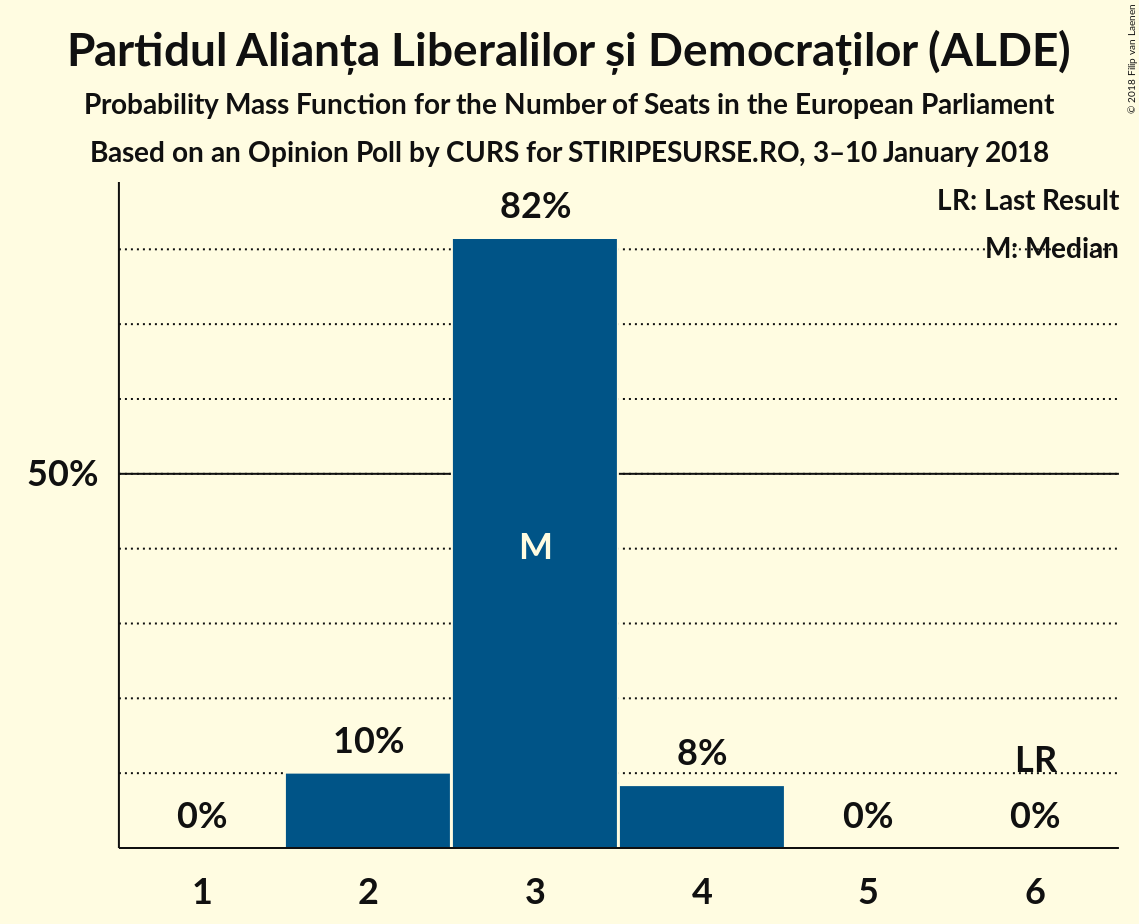 Partidul Alianța Liberalilor și Democraților (ALDE)
Probability Mass Function for the Number of Seats in the European Parliament
Based on an Opinion Poll by CURS for STIRIPESURSE.RO, 3–10 January 2018
© 2018 Filip van Laenen
LR: Last Result
M: Median
82%
50%
M
10%
8%
LR
0%
0%
0%
1
2
3
4
5
6